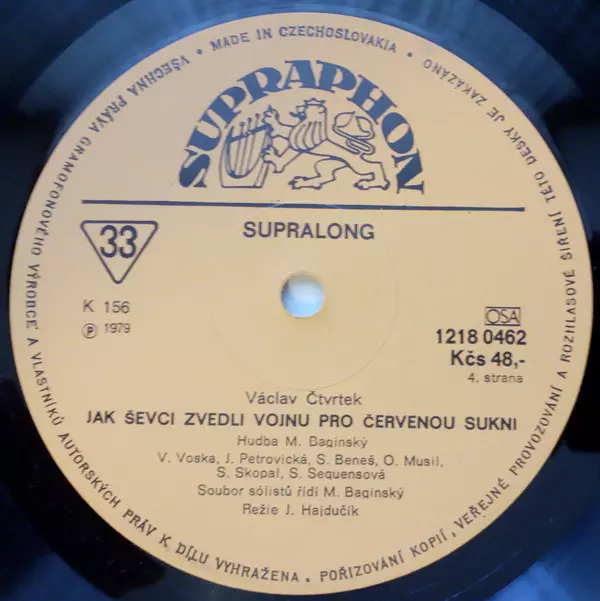 VŠECHNA PRÁVA GRAMOFONOVÉHO VÝROBCE A VLASTNÍKŮ AUTORSKÝCH PRÁV K DÍLU VYHRAŽENA. POŘIZOVÁNÍ KOPIÍ, VEŘEJNÉ PROVOZOVÁNÍ A ROZHLASOVÉ ŠÍŘENÍ TÉTO DESKY JE ZAKÁZÁNO • MADE IN CZECHOSLOVAKIA •
SUPRAPHON
33
SUPRALONG
K 156
Ⓟ 1979
OSA
1218 0462
Kčs 48,-
4. strana
Václav Čtvrtek
JAK ŠEVCI ZVEDLI VOJNU PRO ČERVENOU SUKNI
Hudba M. Baginský
V. Voska, J. Petrovická, S. Beneš, O. Musil,
S. Skopal, S. Sequensová
Soubor sólistů řídí M. Baginský
Režie J. Hajdučík